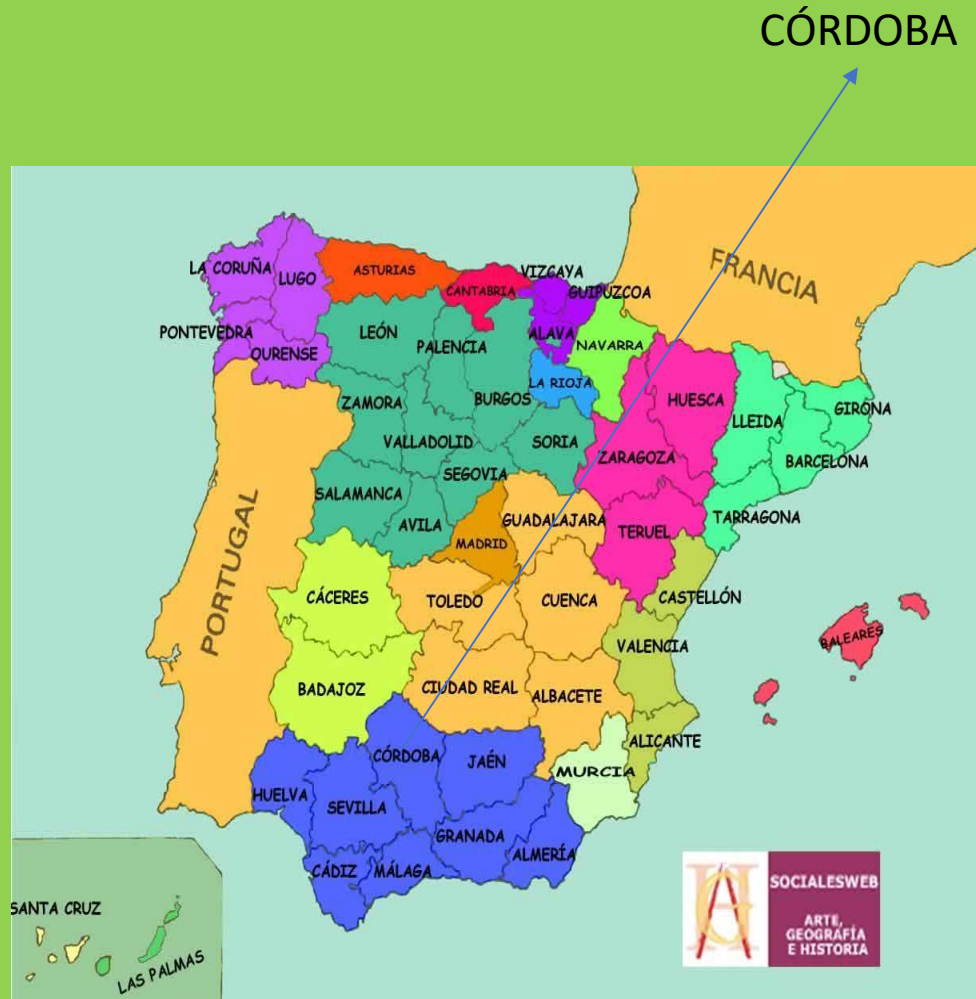 CÓRDOBA
FRANCIA
LA CORUÑA
LUGO
ASTURIAS
CANTABRIA
VIZCAYA
GUIPUZCOA
PONTEVEDRA
OURENSE
LEÓN
PALENCIA
ALAVA
NAVARRA
LA RIOJA
BURGOS
HUESCA
LLEIDA
GIRONA
ZAMORA
VALLADOLID
SORIA
ZARAGOZA
BARCELONA
SEGOVIA
SALAMANCA
AVILA
MADRID
GUADALAJARA
TERUEL
TARRAGONA
PORTUGAL
CÁCERES
TOLEDO
CUENCA
CASTELLÓN
VALENCIA
BALEARES
BADAJOZ
CIUDAD REAL
ALBACETE
ALICANTE
CÓRDOBA
JAÉN
MURCIA
HUELVA
SEVILLA
GRANADA
ALMERÍA
CÁDIZ
MÁLAGA
SANTA CRUZ
LAS PALMAS
SOCIALESWEB
ARTE,
GEOGRAFÍA
E HISTORIA